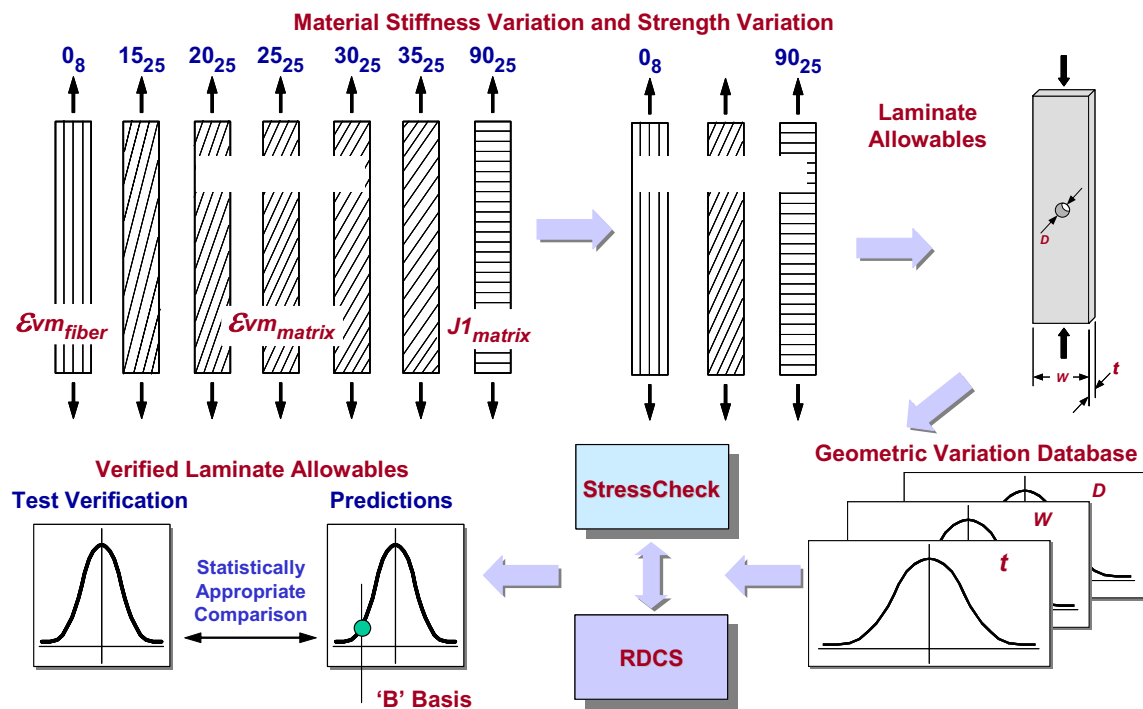 Material Stiffness Variation and Strength Variation
0₈ 15₂₅ 20₂₅ 25₂₅ 30₂₅ 35₂₅ 90₂₅
0₈ 90₂₅
Laminate
Allowables
D
εvm_fiber εvm_matrix J1_matrix
W t
Geometric Variation Database
D
W
t
StressCheck
RDCS
Verified Laminate Allowables
Test Verification Predictions
Statistically
Appropriate
Comparison
‘B’ Basis